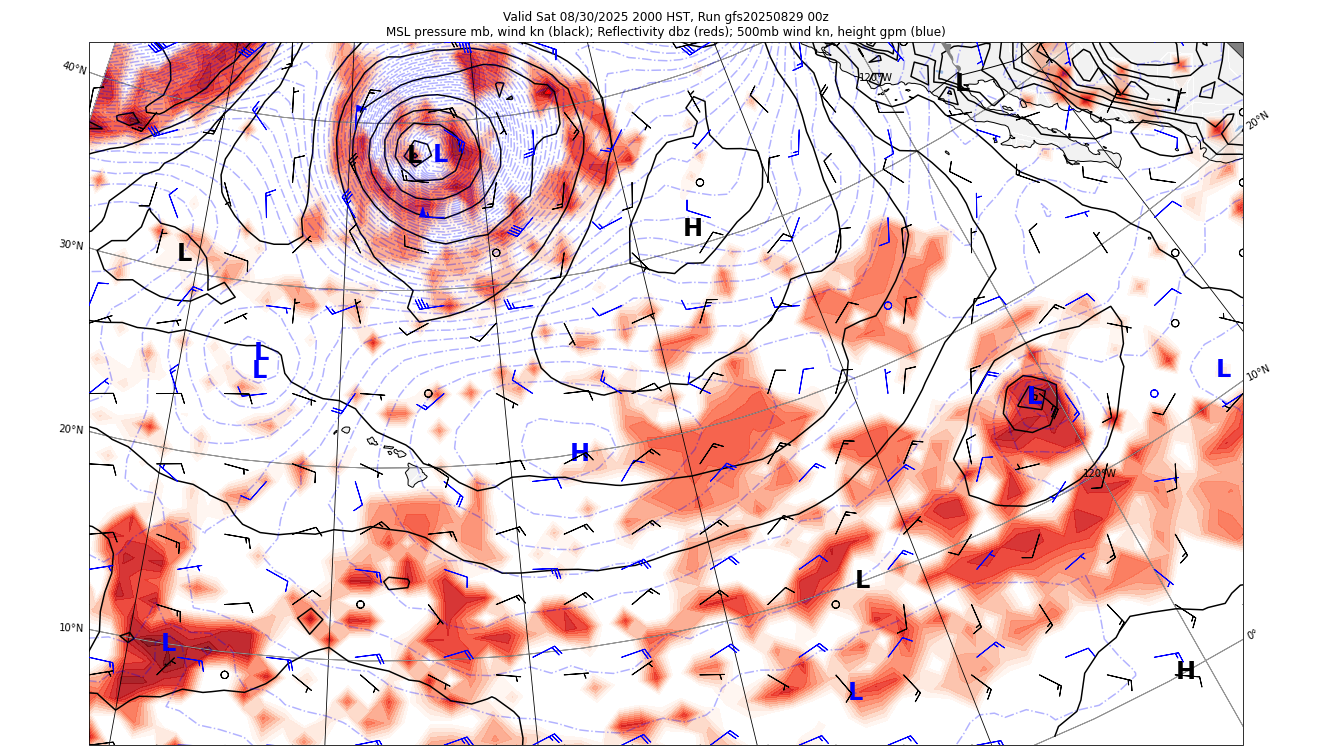 Valid Sat 08/30/2025 2000 HST, Run gfs20250829 00z
MSL pressure mb, wind kn (black); Reflectivity dbz (reds); 500mb wind kn, height gpm (blue)
40°N
120°W
L
20°N
L L
H
30°N
L
L
L
L
10°N
L
20°N
H
120°W
L
10°N
L
0°
H
L